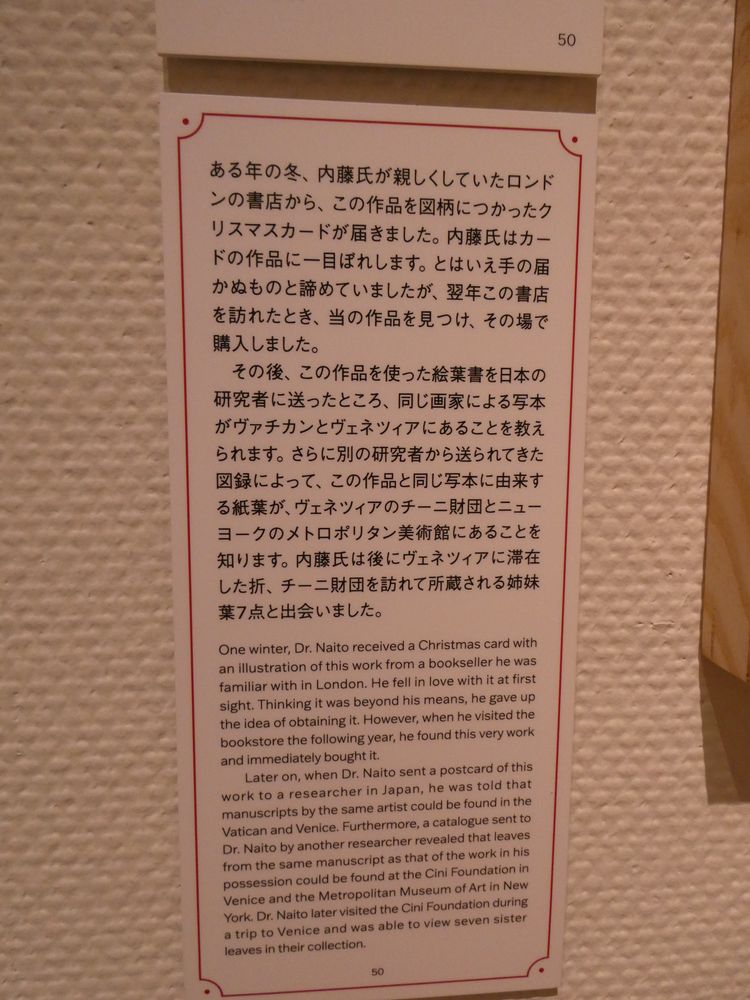 50
ある年の冬、内藤氏が親しくしていたロンド
ンの書店から、この作品を図柄につかったク
リスマスカードが届きました。内藤氏はカー
ドの作品に一目ぼれします。とはいえ手の届
かぬものと諦めていましたが、翌年この書店
を訪れたとき、当の作品を見つけ、その場で
購入しました。
　その後、この作品を使った絵葉書を日本の
研究者に送ったところ、同じ画家による写本
がヴァチカンとヴェネツィアにあることを教え
られます。さらに別の研究者から送られてきた
図録によって、この作品と同じ写本に由来す
る紙葉が、ヴェネツィアのチーニ財団とニュー
ヨークのメトロポリタン美術館にあることを
知ります。内藤氏は後にヴェネツィアに滞在
した折、チーニ財団を訪れて所蔵される姉妹
葉7点と出会いました。
One winter, Dr. Naito received a Christmas card with
an illustration of this work from a bookseller he was
familiar with in London. He fell in love with it at first
sight. Thinking it was beyond his means, he gave up
the idea of obtaining it. However, when he visited the
bookstore the following year, he found this very work
and immediately bought it.
Later on, when Dr. Naito sent a postcard of this
work to a researcher in Japan, he was told that
manuscripts by the same artist could be found in the
Vatican and Venice. Furthermore, a catalogue sent to
Dr. Naito by another researcher revealed that leaves
from the same manuscript as that of the work in his
possession could be found at the Cini Foundation in
Venice and the Metropolitan Museum of Art in New
York. Dr. Naito later visited the Cini Foundation during
a trip to Venice and was able to view seven sister
leaves in their collection.
50